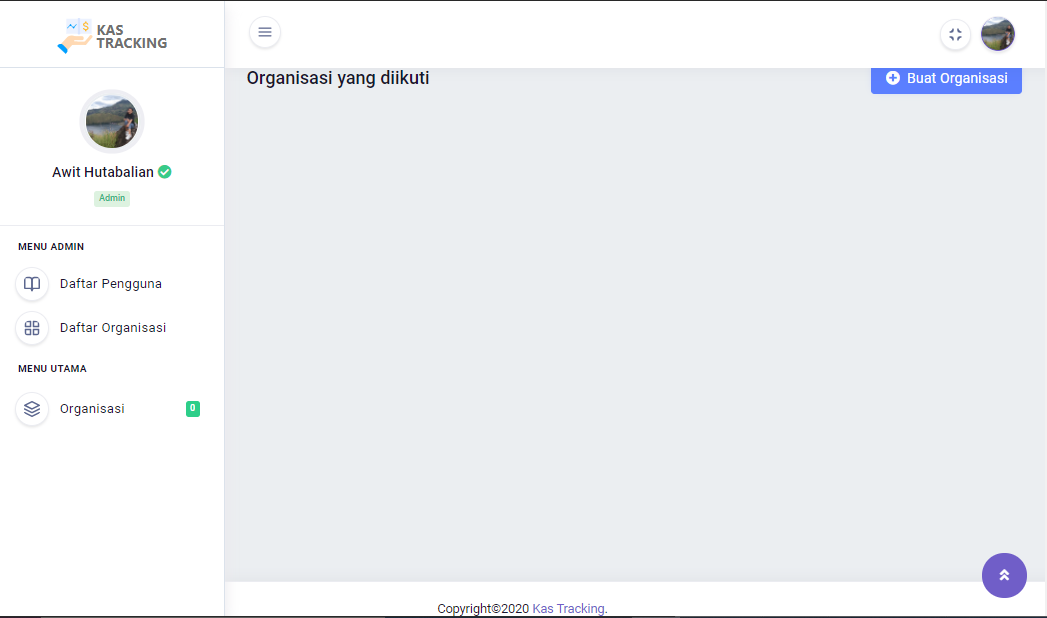 KAS
TRACKING
Organisasi yang diikuti
Buat Organisasi
Awit Hutabalian
Admin
MENU ADMIN
Daftar Pengguna
Daftar Organisasi
MENU UTAMA
Organisasi
0
Copyright©2020 Kas Tracking.